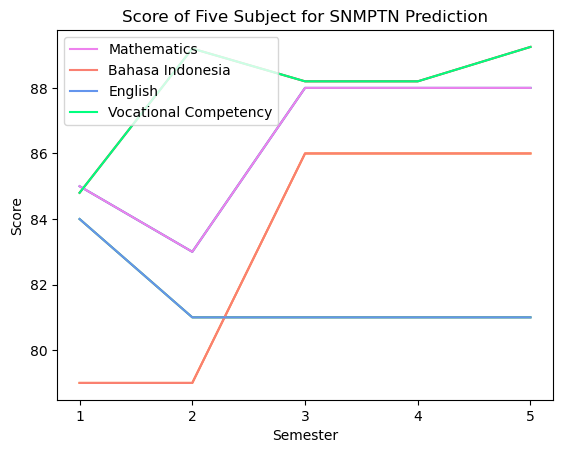 Score of Five Subject for SNMPTN Prediction
Mathematics
Bahasa Indonesia
English
Vocational Competency
88
86
84
82
80
Score
1 2 3 4 5
Semester